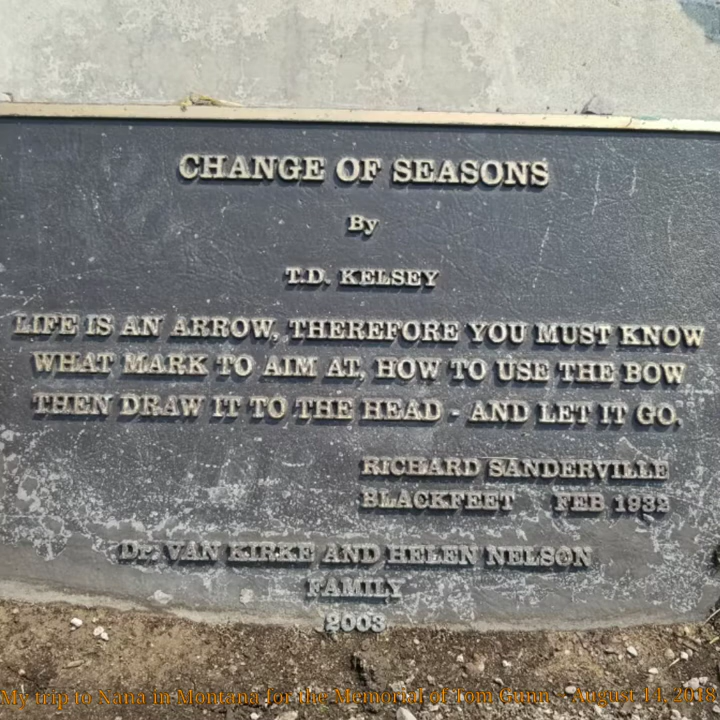 CHANGE OF SEASONS
By
T.D. KELSEY
LIFE IS AN ARROW, THEREFORE YOU MUST KNOW
WHAT MARK TO AIM AT, HOW TO USE THE BOW
THEN DRAW IT TO THE HEAD - AND LET IT GO.
RICHARD SANDERVILLE
BLACKFEET FEB 1932
Dr. VAN KIRKE AND HELEN NELSON
FAMILY
2003
My trip to Nana in Montana for the Memorial of Tom Gunn - August 14, 2018